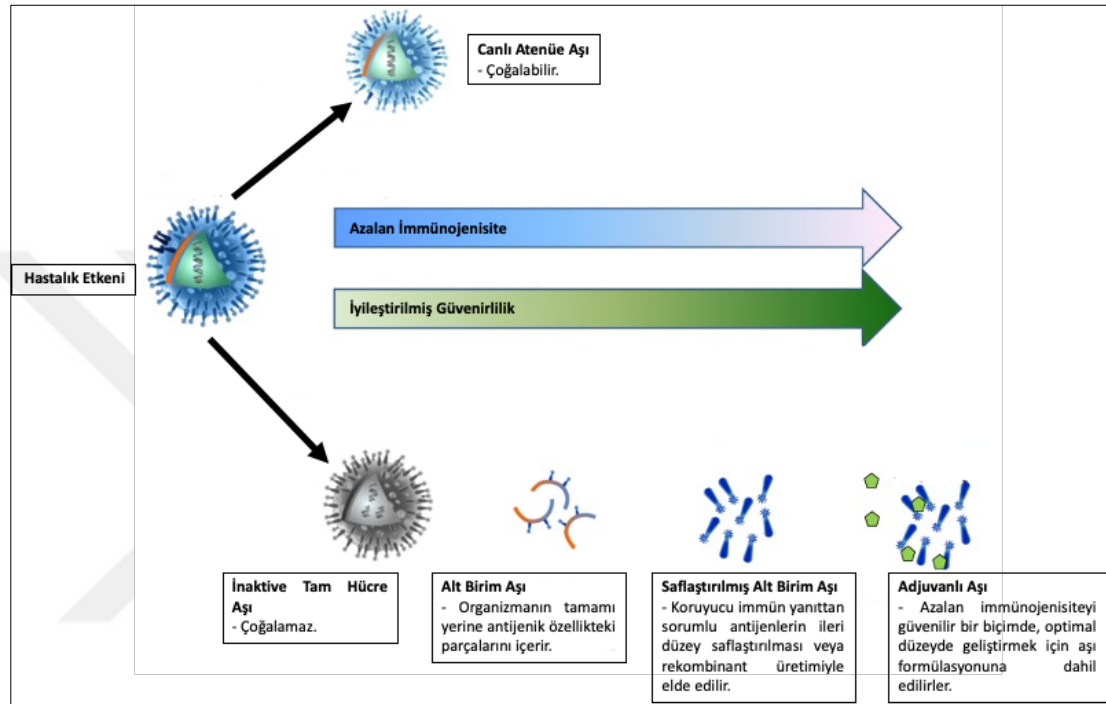 Canlı Atenüe Aşı
- Çoğalabilir.
Azalan İmmünojenisite
Hastalık Etkeni
İyileştirilmiş Güvenirlilik
İnaktive Tam Hücre
Aşı
- Çoğalamaz.
Alt Birim Aşı
- Organizmanın tamamı
yerine antijenik özellikteki
parçalarını içerir.
Saflaştırılmış Alt Birim Aşı
- Koruyucu immün yanıttan
sorumlu antijenlerin ileri
düzey saflaştırılması veya
rekombinant üretimiyle
elde edilir.
Adjuvanlı Aşı
- Azalan immünojenisiteyi
güvenilir bir biçimde, optimal
düzeyde geliştirmek için aşı
formülasyonuna dahil
edilirler.